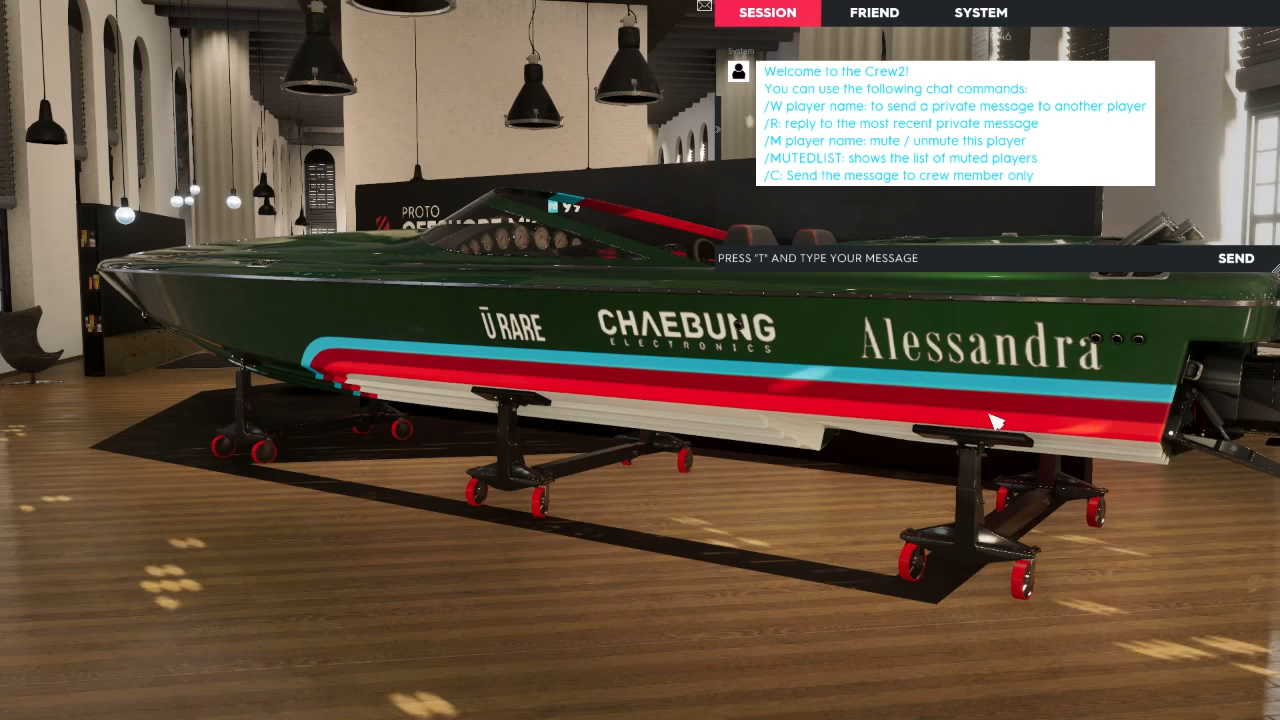 SESSION FRIEND SYSTEM
System
Welcome to the Crew2!
You can use the following chat commands:
/W player name: to send a private message to another player
/R: reply to the most recent private message
/M player name: mute / unmute this player
/MUTEDLIST: shows the list of muted players
/C: Send the message to crew member only
PRESS "T" AND TYPE YOUR MESSAGE SEND
PROTO
99
Ū RARE
CHAEBUNG
ELECTRONICS
Alessandra